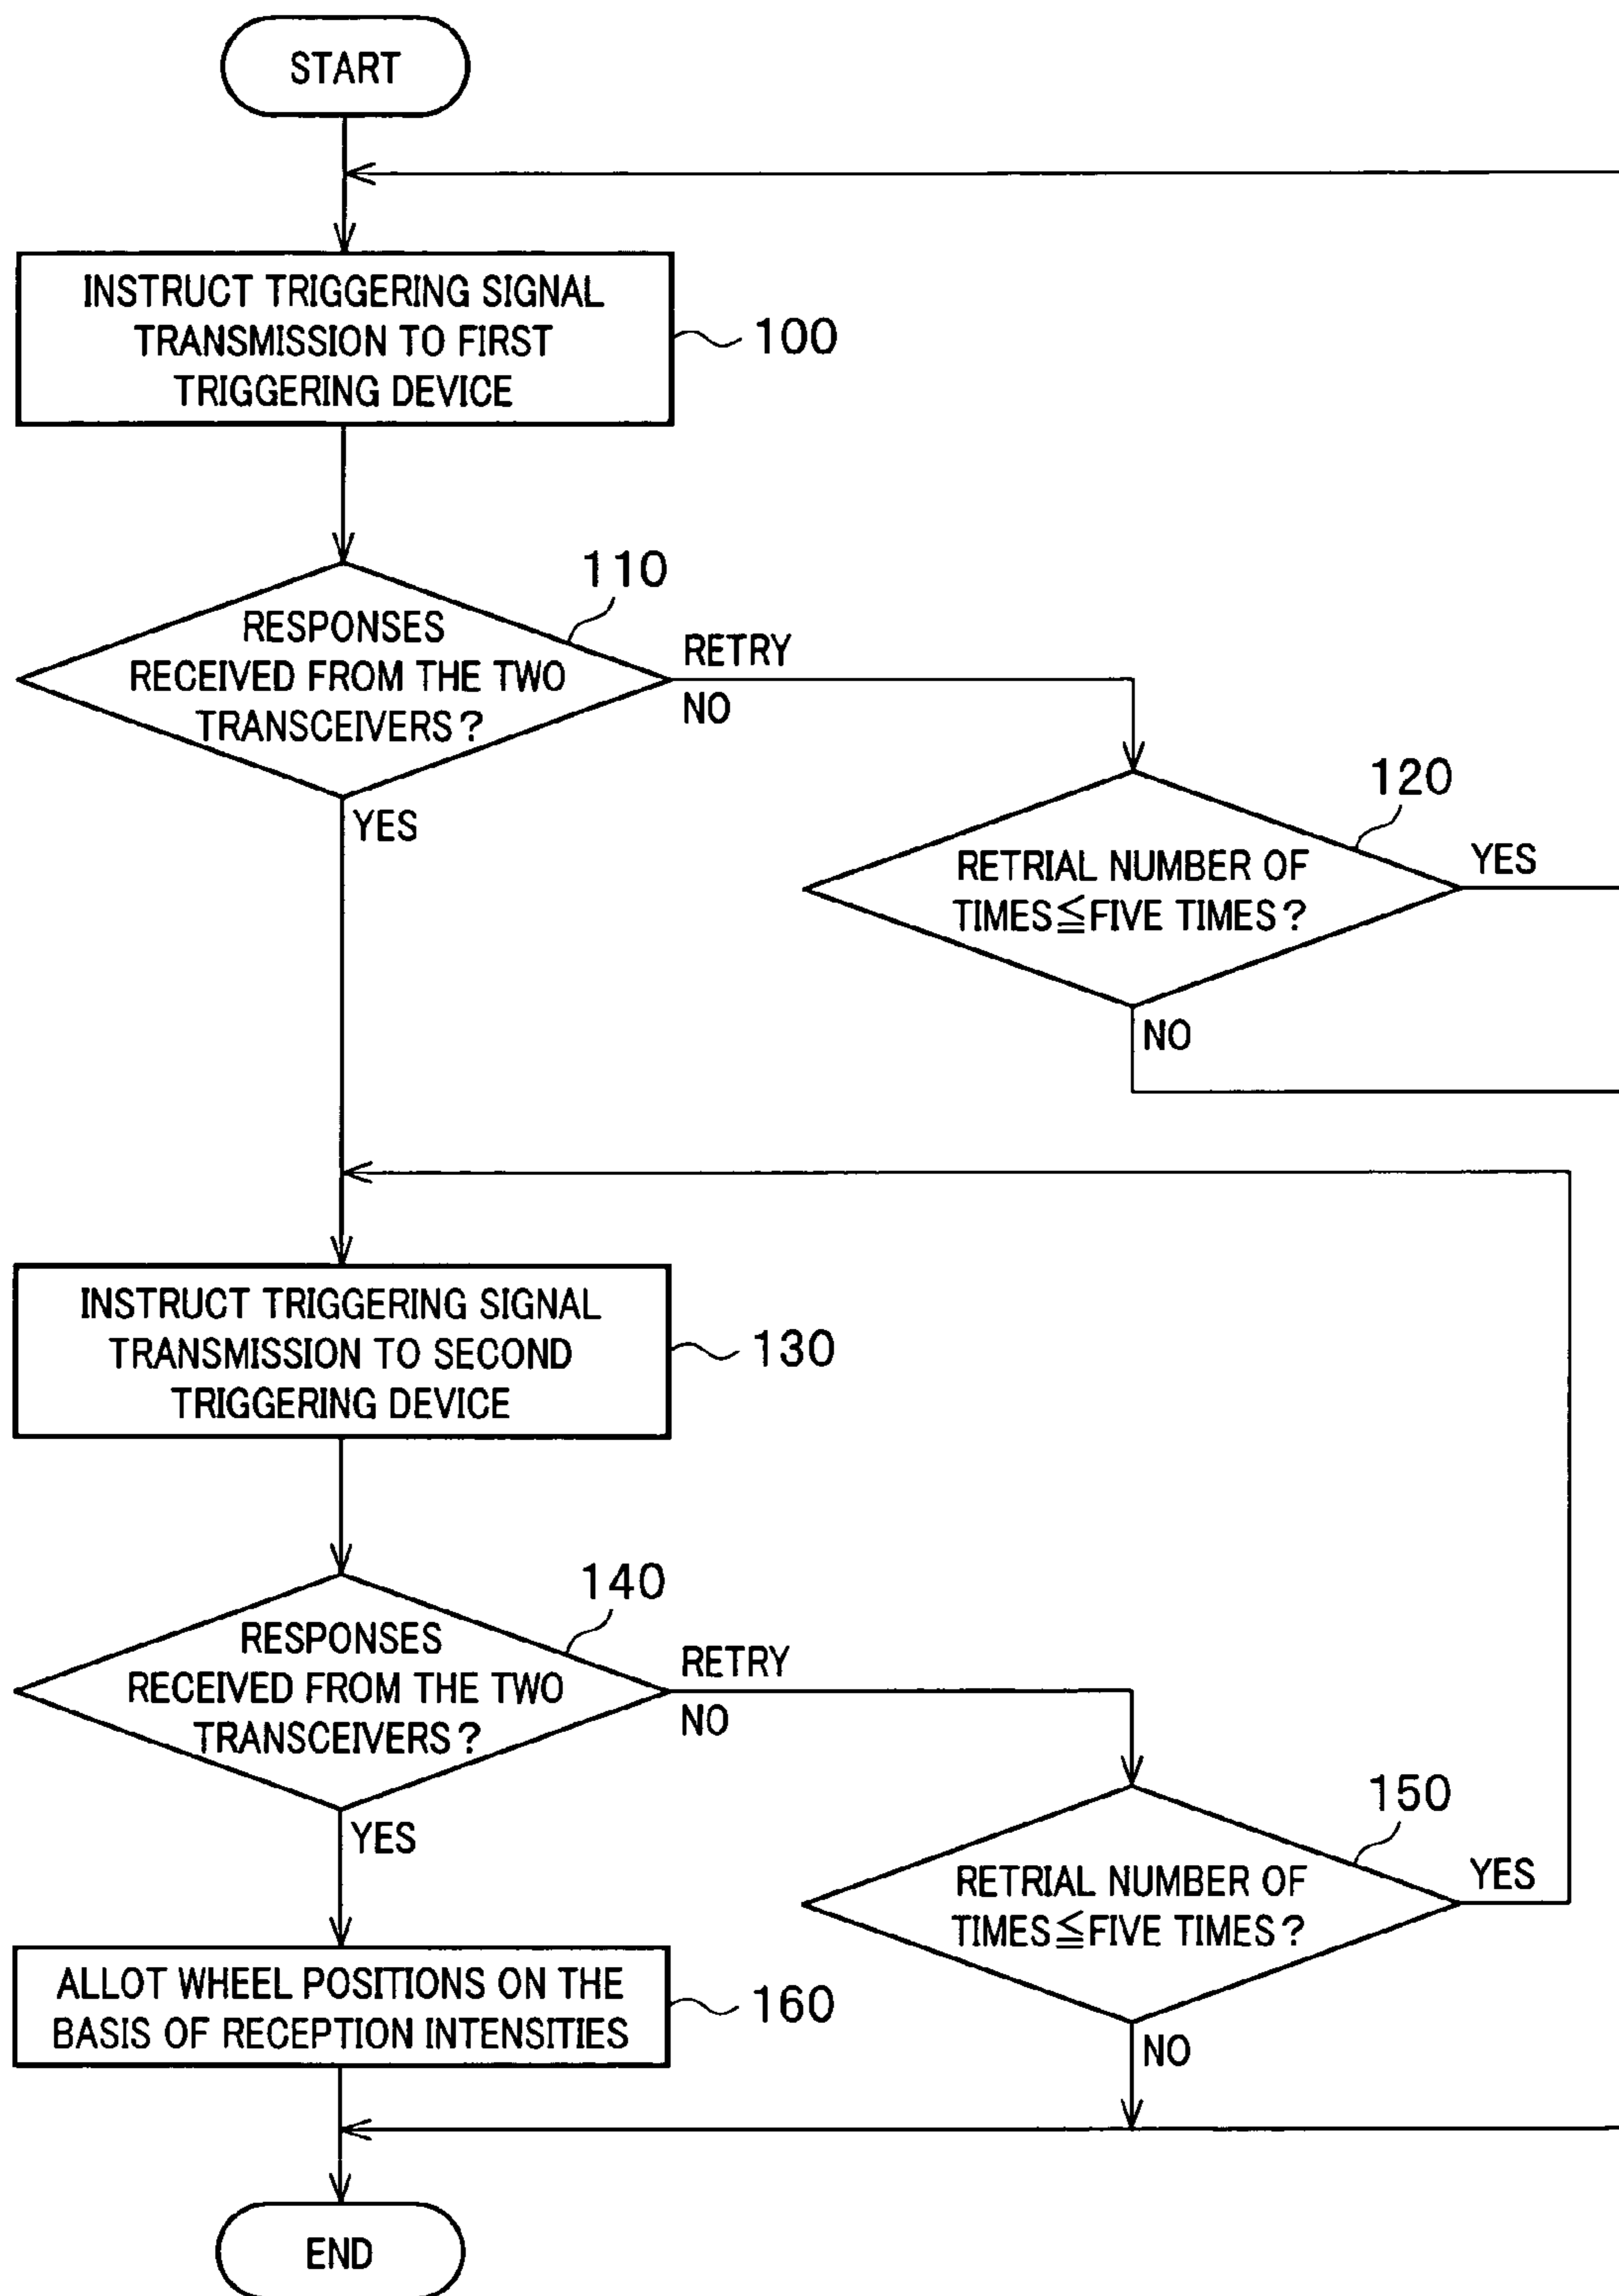 START
INSTRUCT TRIGGERING SIGNAL
TRANSMISSION TO FIRST
TRIGGERING DEVICE
100
110
RESPONSES
RECEIVED FROM THE TWO
TRANSCEIVERS?
RETRY
NO
YES
120
RETRIAL NUMBER OF
TIMES≦FIVE TIMES?
YES
NO
INSTRUCT TRIGGERING SIGNAL
TRANSMISSION TO SECOND
TRIGGERING DEVICE
130
140
RESPONSES
RECEIVED FROM THE TWO
TRANSCEIVERS?
RETRY
NO
YES
150
RETRIAL NUMBER OF
TIMES≦FIVE TIMES?
YES
NO
ALLOT WHEEL POSITIONS ON THE
BASIS OF RECEPTION INTENSITIES
160
END